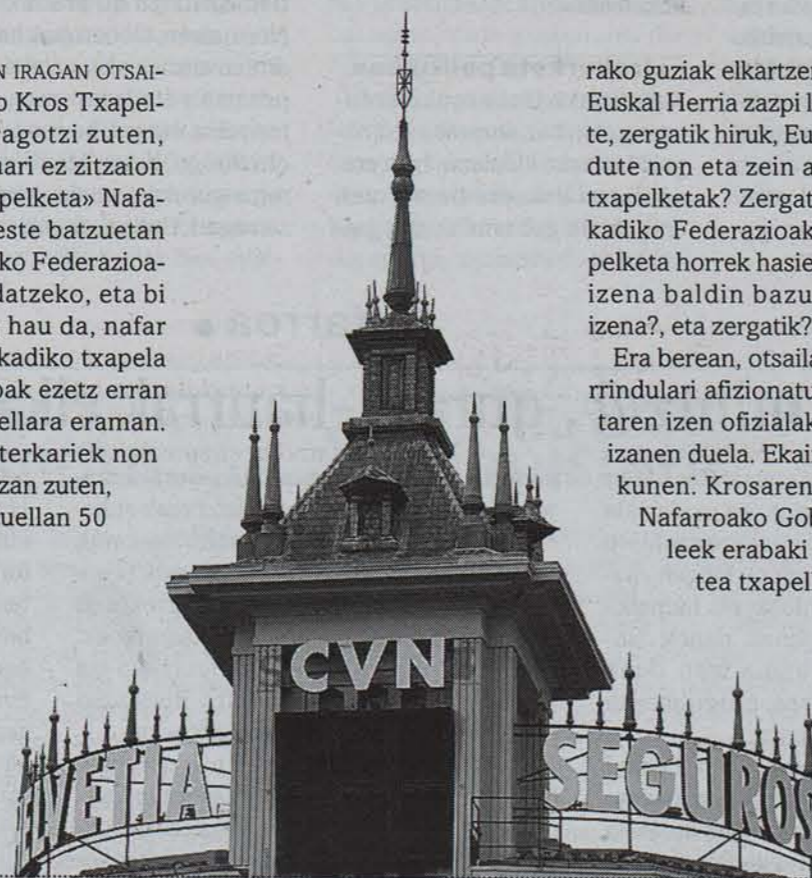 N IRAGAN OTSAI-
o Kros Txapel-
agotzi zuten,
uari ez zitzaion
pelketa» Nafa-
este batzuetan
ko Federazioa-
datzeko, eta bi
hau da, nafar
kadiko txapela
oak ezetz erran
ellara eraman.
terkariek non
zan zuten,
uellan 50
rako guziak elkartzen
Euskal Herria zazpi l
te, zergatik hiruk, Eu
dute non eta zein a
txapelketak? Zergat
kadiko Federazioak
pelketa horrek hasie
izena baldin bazu
izena?, eta zergatik?
Era berean, otsaila
rrindulari afizionatu
taren izen ofizialak
izanen duela. Ekai
kunen. Krosaren
Nafarroako Gob
leek erabaki
tea txapel
CVN
ELVETIA
SEGUROS